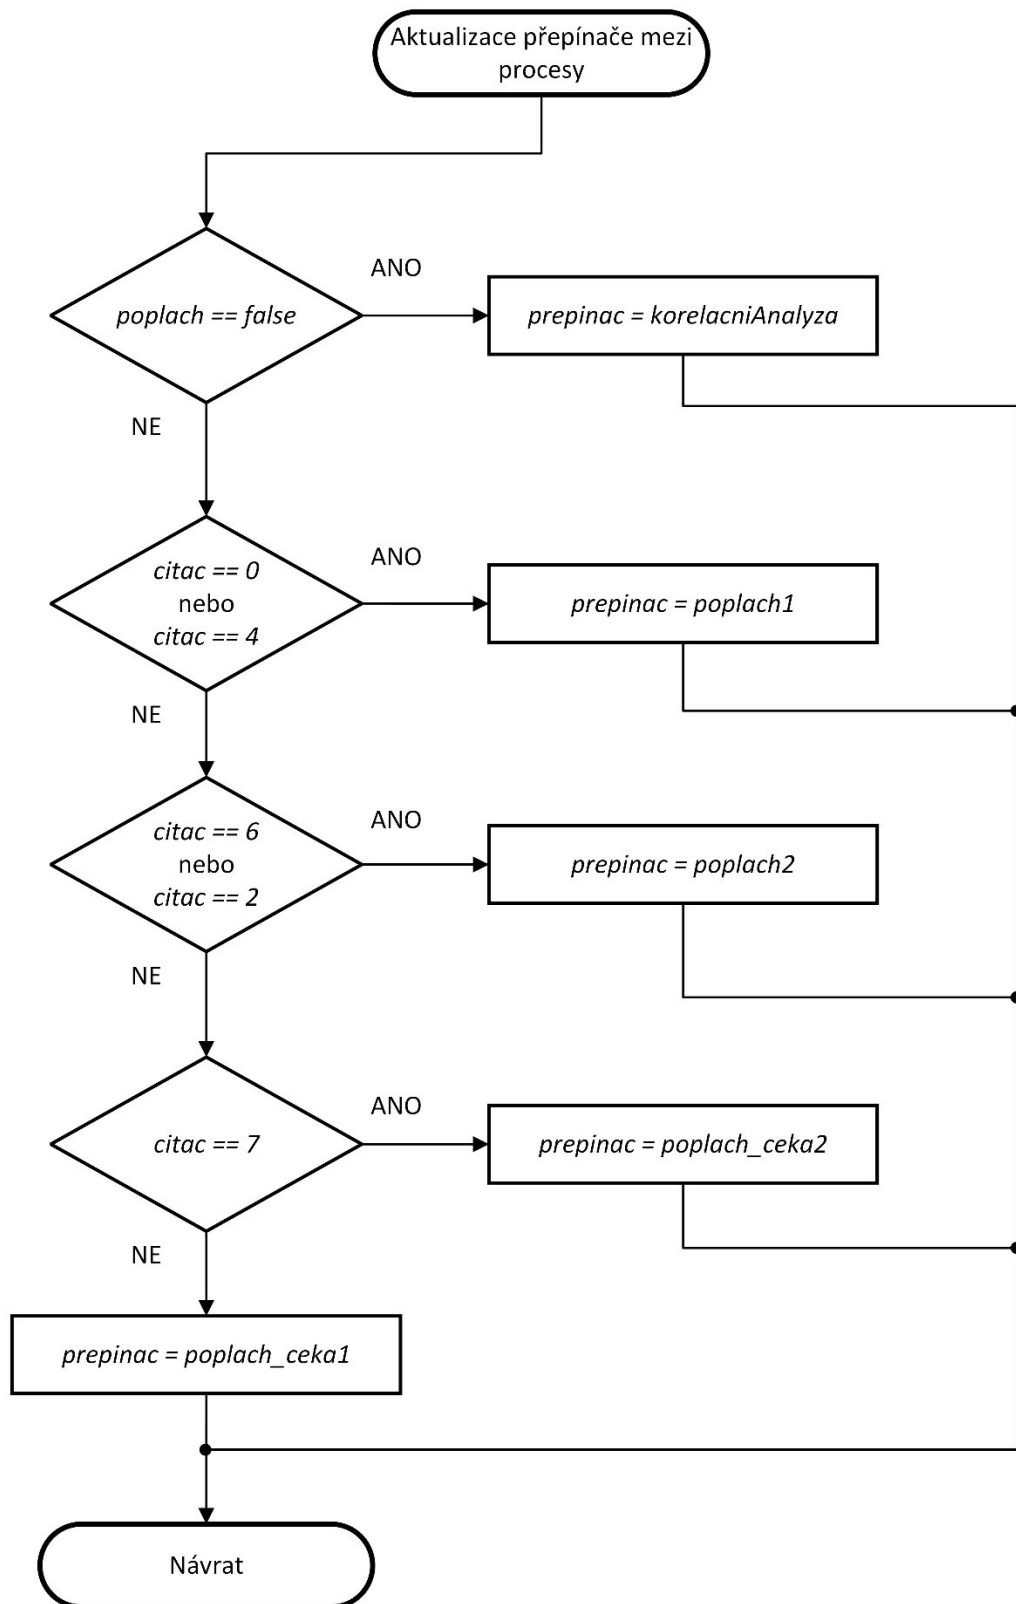 Aktualizace přepínače mezi
procesy
poplach == false
ANO
prepinac = korelacniAnalyza
NE
citac == 0
nebo
citac == 4
ANO
prepinac = poplach1
NE
citac == 6
nebo
citac == 2
ANO
prepinac = poplach2
NE
citac == 7
ANO
prepinac = poplach_ceka2
NE
prepinac = poplach_ceka1
Návrat